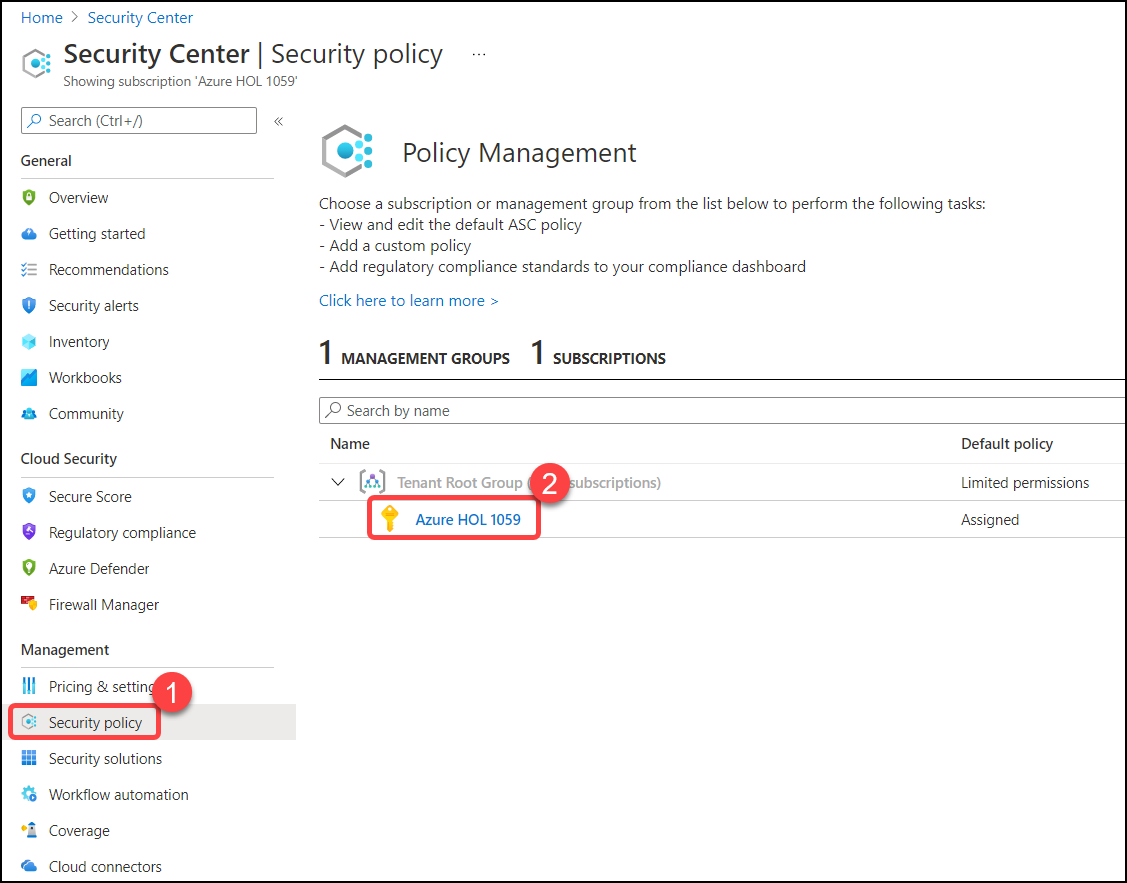 Home > Security Center
Security Center | Security policy ...
Showing subscription 'Azure HOL 1059'
Search (Ctrl+/) «
General
Overview
Getting started
Recommendations
Security alerts
Inventory
Workbooks
Community
Cloud Security
Secure Score
Regulatory compliance
Azure Defender
Firewall Manager
Management
Pricing & setting
1
Security policy
Security solutions
Workflow automation
Coverage
Cloud connectors
Policy Management
Choose a subscription or management group from the list below to perform the following tasks:
- View and edit the default ASC policy
- Add a custom policy
- Add regulatory compliance standards to your compliance dashboard
Click here to learn more >
1 MANAGEMENT GROUPS 1 SUBSCRIPTIONS
Search by name
Name Default policy
Tenant Root Group ( 2 subscriptions) Limited permissions
Azure HOL 1059 Assigned